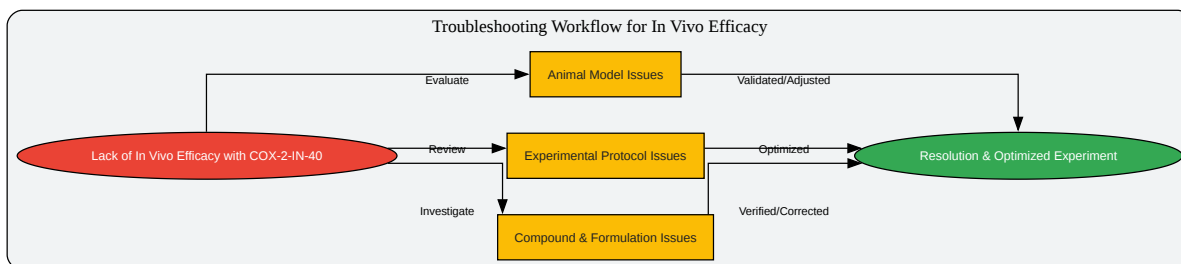 Troubleshooting Workflow for In Vivo Efficacy
Evaluate
Animal Model Issues
Validated/Adjusted
Lack of In Vivo Efficacy with COX-2-IN-40
Review
Experimental Protocol Issues
Optimized
Resolution & Optimized Experiment
Investigate
Compound & Formulation Issues
Verified/Corrected